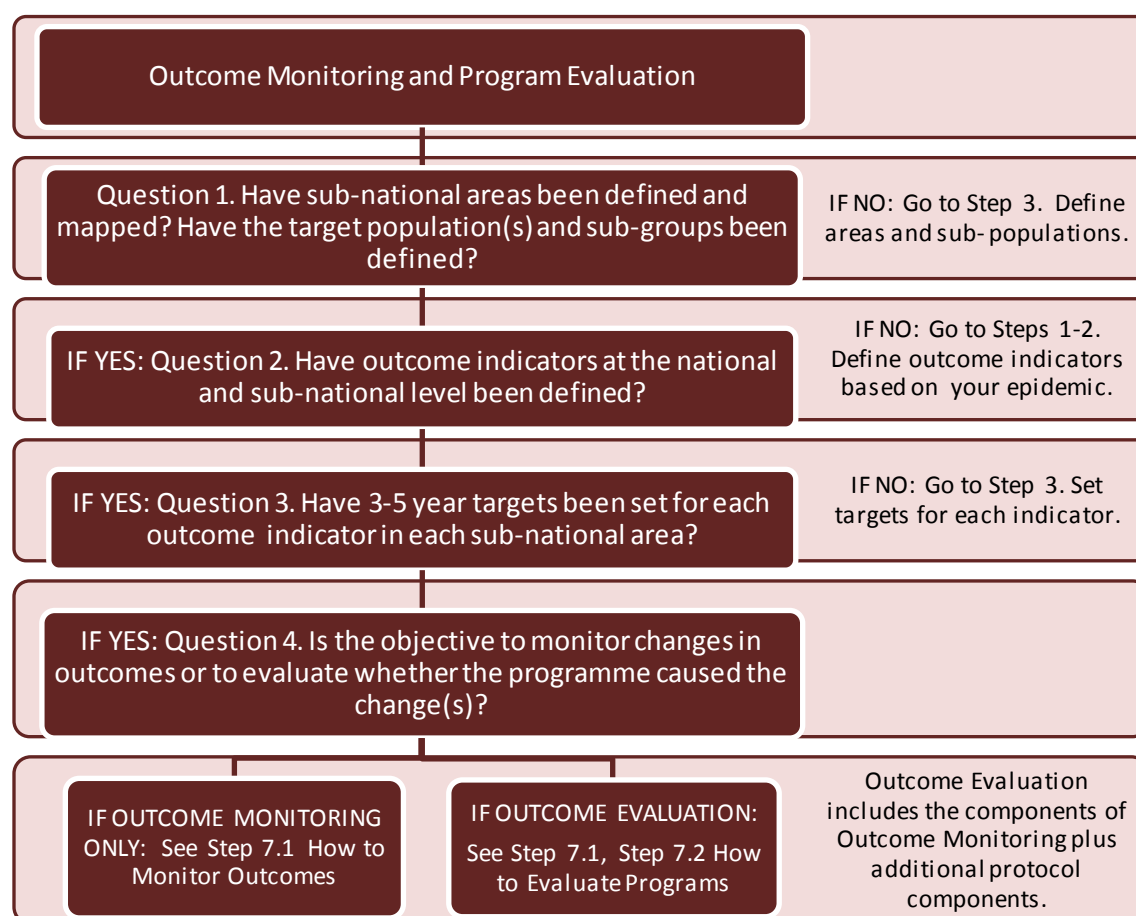 Outcome Monitoring and Program Evaluation
Question 1. Have sub-national areas been defined and
mapped? Have the target population(s) and sub-groups been
defined?
IF NO: Go to Step 3. Define
areas and sub-populations.
IF YES: Question 2. Have outcome indicators at the national
and sub-national level been defined?
IF NO: Go to Steps 1-2.
Define outcome indicators
based on your epidemic.
IF YES: Question 3. Have 3-5 year targets been set for each
outcome indicator in each sub-national area?
IF NO: Go to Step 3. Set
targets for each indicator.
IF YES: Question 4. Is the objective to monitor changes in
outcomes or to evaluate whether the programme caused the
change(s)?
IF OUTCOME MONITORING
ONLY: See Step 7.1 How to
Monitor Outcomes
IF OUTCOME EVALUATION:
See Step 7.1, Step 7.2 How
to Evaluate Programs
Outcome Evaluation
includes the components of
Outcome Monitoring plus
additional protocol
components.